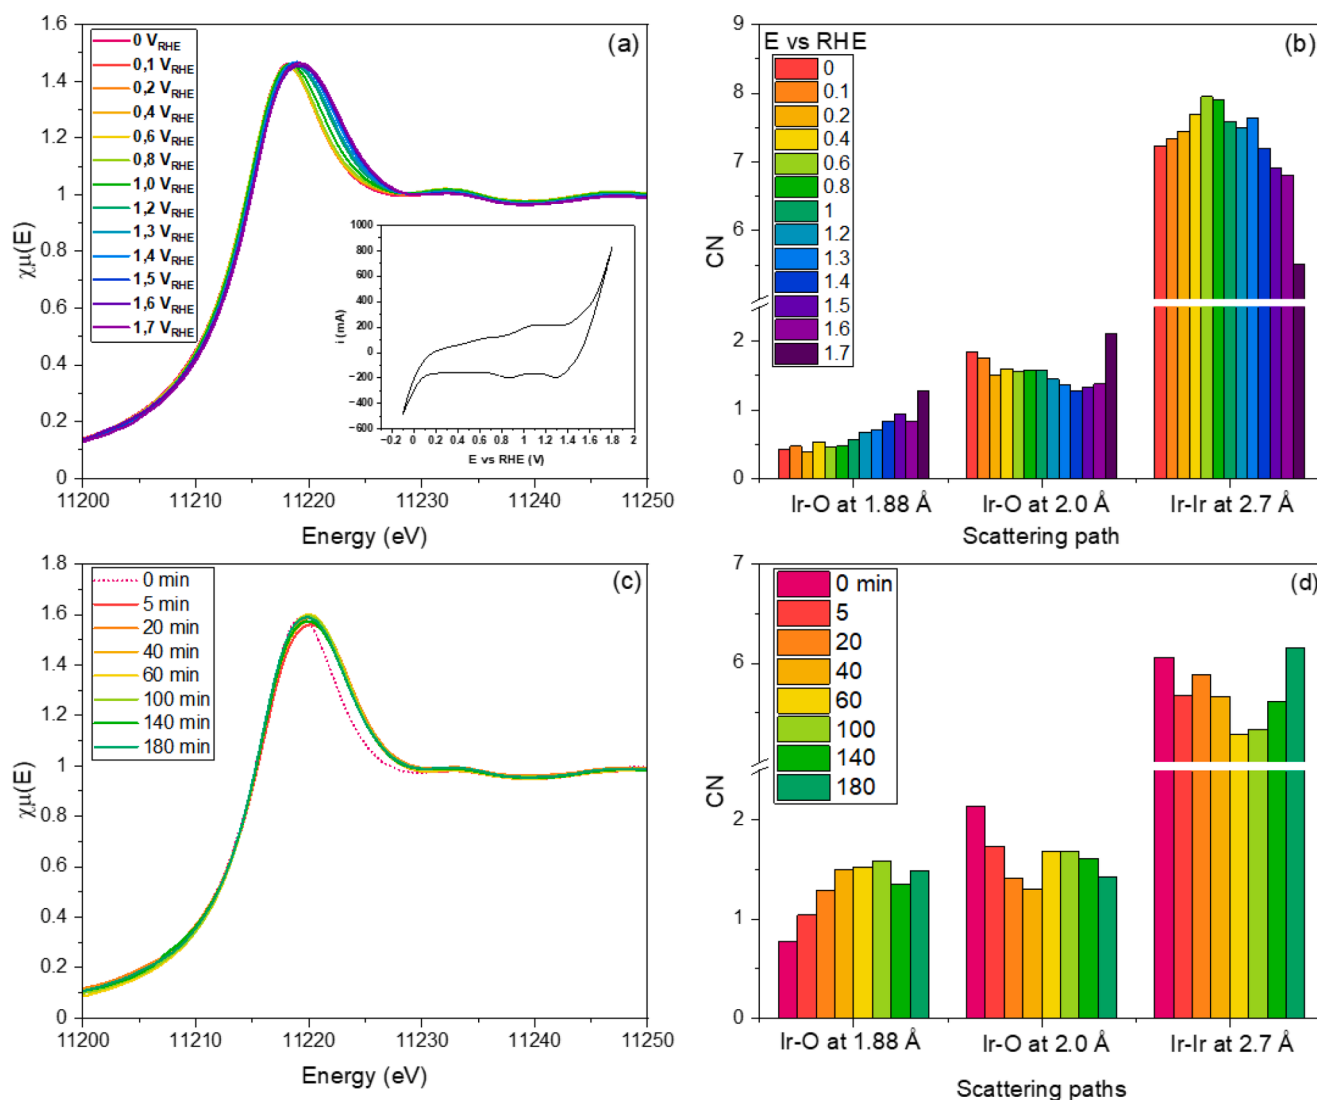 (a)
1.6
1.4
1.2
1
0.8
0.6
0.4
0.2
0
χμ(E)
0 VRHE
0,1 VRHE
0,2 VRHE
0,4 VRHE
0,6 VRHE
0,8 VRHE
1,0 VRHE
1,2 VRHE
1,3 VRHE
1,4 VRHE
1,5 VRHE
1,6 VRHE
1,7 VRHE
1000
800
600
400
200
0
−200
−400
−600
i (mA)
−0.2 0 0.2 0.4 0.6 0.8 1 1.2 1.4 1.6 1.8 2
E vs RHE (V)
11200 11210 11220 11230 11240 11250
Energy (eV)
(b)
9
8
7
6
2
1
0
CN
E vs RHE
0
0.1
0.2
0.4
0.6
0.8
1
1.2
1.3
1.4
1.5
1.6
1.7
Ir-O at 1.88 Å Ir-O at 2.0 Å Ir-Ir at 2.7 Å
Scattering path
(c)
1.8
1.6
1.4
1.2
1
0.8
0.6
0.4
0.2
0
χμ(E)
0 min
5 min
20 min
40 min
60 min
100 min
140 min
180 min
11200 11210 11220 11230 11240 11250
Energy (eV)
(d)
7
6
2
1
0
CN
0 min
5
20
40
60
100
140
180
Ir-O at 1.88 Å Ir-O at 2.0 Å Ir-Ir at 2.7 Å
Scattering paths